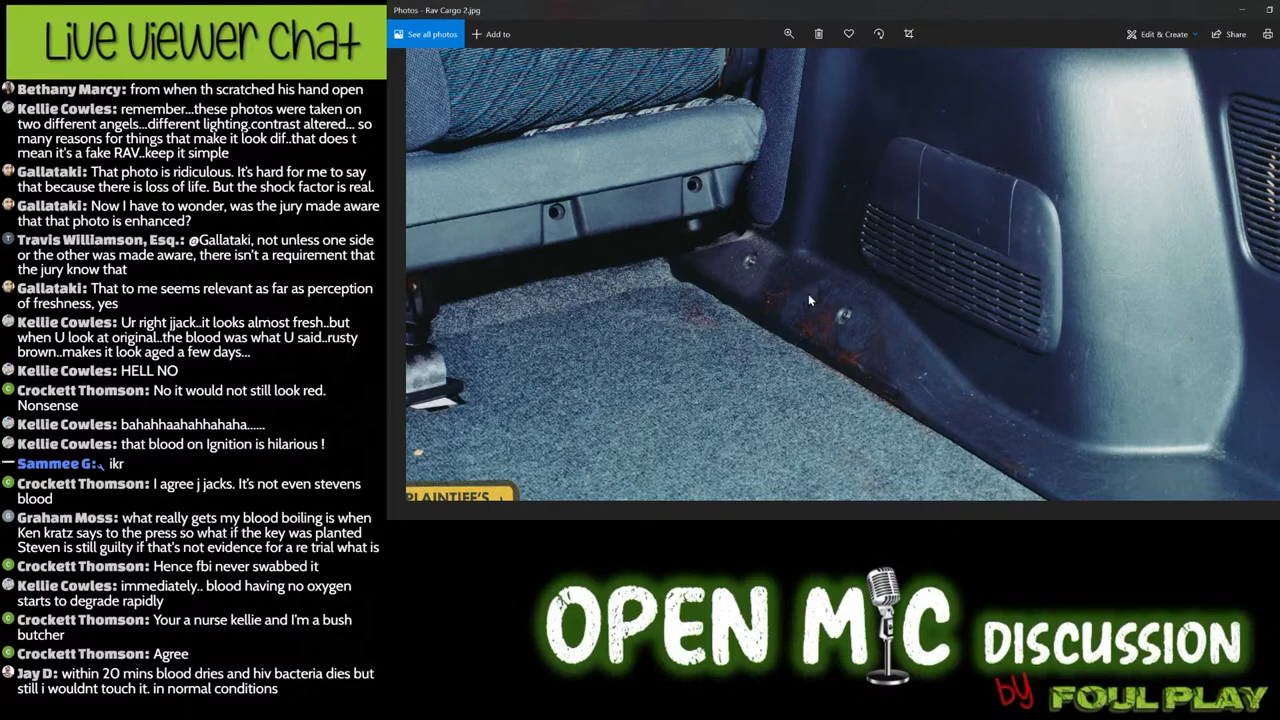 Live Viewer Chat
Photos - Rav Cargo 2.jpg
See all photos
Add to
Edit & Create
Share
Bethany Marcy: from when th scratched his hand open
Kellie Cowles: remember...these photos were taken on
two different angels...different lighting.contrast altered... so
many reasons for things that make it look dif..that does t
mean it's a fake RAV..keep it simple
Gallataki: That photo is ridiculous. It's hard for me to say
that because there is loss of life. But the shock factor is real.
Gallataki: Now I have to wonder, was the jury made aware
that that photo is enhanced?
T
Travis Williamson, Esq.: @Gallataki, not unless one side
or the other was made aware, there isn't a requirement that
the jury know that
Gallataki: That to me seems relevant as far as perception
of freshness, yes
Kellie Cowles: Ur right jjack..it looks almost fresh..but
when U look at original..the blood was what U said..rusty
brown..makes it look aged a few days...
Kellie Cowles: HELL NO
C
Crockett Thomson: No it would not still look red.
Nonsense
Kellie Cowles: bahahhaahahhahaha......
Kellie Cowles: that blood on Ignition is hilarious !
Sammee G: ikr
C
Crockett Thomson: I agree j jacks. It's not even stevens
blood
G
Graham Moss: what really gets my blood boiling is when
Ken kratz says to the press so what if the key was planted
Steven is still guilty if that's not evidence for a re trial what is
C
Crockett Thomson: Hence fbi never swabbed it
Kellie Cowles: immediately.. blood having no oxygen
starts to degrade rapidly
C
Crockett Thomson: Your a nurse kellie and I'm a bush
butcher
C
Crockett Thomson: Agree
Jay D: within 20 mins blood dries and hiv bacteria dies but
still i wouldnt touch it. in normal conditions
PLAINTIFF'S
OPEN MIC
DISCUSSION
by FOUL PLAY